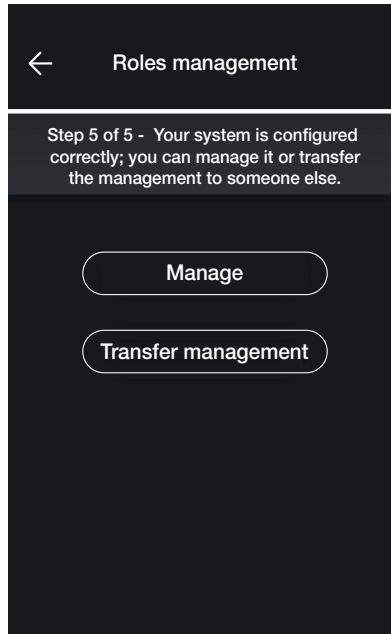 Roles management
Step 5 of 5 - Your system is configured
correctly; you can manage it or transfer
the management to someone else.
Manage
Transfer management